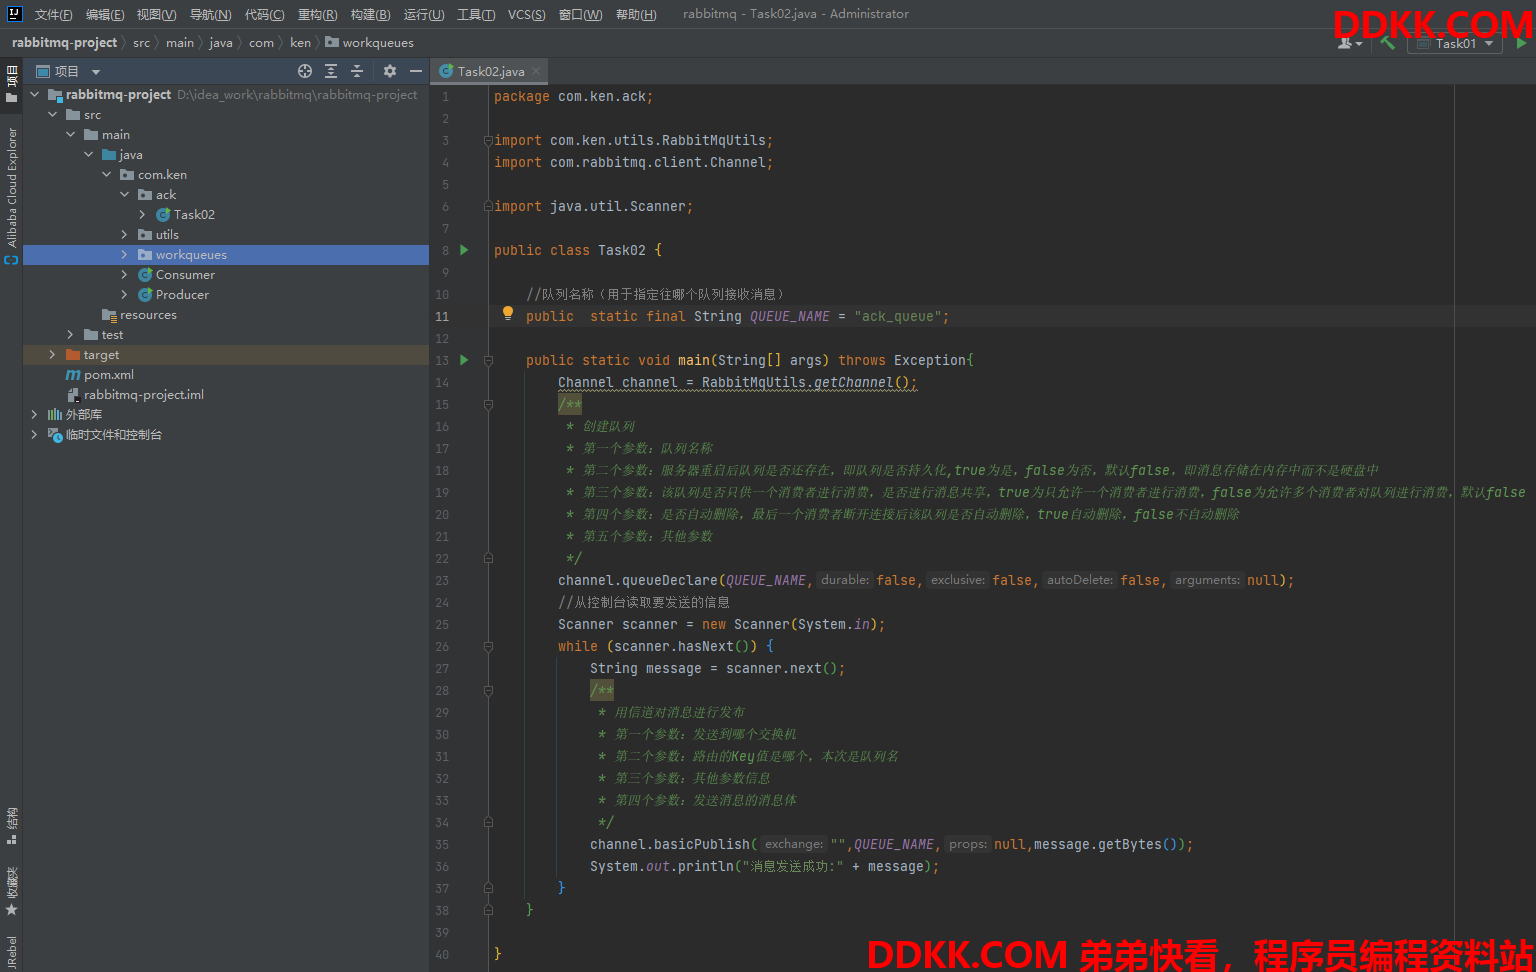 文件(F) 编辑(E) 视图(V) 导航(N) 代码(C) 重构(R) 构建(B) 运行(U) 工具(T) VCS(S) 窗口(W) 帮助(H) rabbitmq - Task02.java - Administrator
DDKK.COM
rabbitmq-project src main java com ken workqueues
Task01
项目
Task02.java
项目
Alibaba Cloud Explorer
结构
收藏夹
JRebel
rabbitmq-project D:\idea_work\rabbitmq\rabbitmq-project
src
main
java
com.ken
ack
Task02
utils
workqueues
Consumer
Producer
resources
test
target
pom.xml
rabbitmq-project.iml
外部库
临时文件和控制台
1 package com.ken.ack;
2
3 import com.ken.utils.RabbitMqUtils;
4 import com.rabbitmq.client.Channel;
5
6 import java.util.Scanner;
7
8 public class Task02 {
9
10 //队列名称（用于指定往哪个队列接收消息）
11 public  static final String QUEUE_NAME = "ack_queue";
12
13 public static void main(String[] args) throws Exception{
14 Channel channel = RabbitMqUtils.getChannel();
15 /**
16 * 创建队列
17 * 第一个参数：队列名称
18 * 第二个参数：服务器重启后队列是否还存在，即队列是否持久化,true为是，false为否，默认false，即消息存储在内存中而不是硬盘中
19 * 第三个参数：该队列是否只供一个消费者进行消费，是否进行消息共享，true为只允许一个消费者进行消费，false为允许多个消费者对队列进行消费，默认false
20 * 第四个参数：是否自动删除，最后一个消费者断开连接后该队列是否自动删除，true自动删除，false不自动删除
21 * 第五个参数：其他参数
22 */
23 channel.queueDeclare(QUEUE_NAME, durable: false, exclusive: false, autoDelete: false, arguments: null);
24 //从控制台读取要发送的信息
25 Scanner scanner = new Scanner(System.in);
26 while (scanner.hasNext()) {
27 String message = scanner.next();
28 /**
29 * 用信道对消息进行发布
30 * 第一个参数：发送到哪个交换机
31 * 第二个参数：路由的Key值是哪个，本次是队列名
32 * 第三个参数：其他参数信息
33 * 第四个参数：发送消息的消息体
34 */
35 channel.basicPublish( exchange: "",QUEUE_NAME, props: null,message.getBytes());
36 System.out.println("消息发送成功:" + message);
37 }
38 }
39
40 }
DDKK.COM 弟弟快看，程序员编程资料站